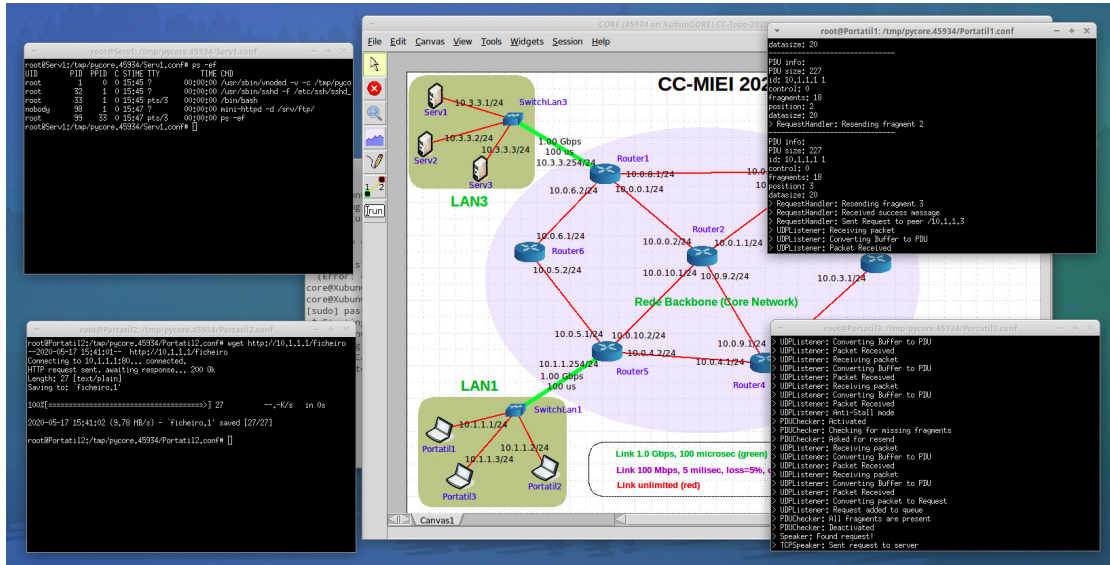 root@Serv1: /tmp/pycore.45934/Serv1.conf
root@Serv1:/tmp/pycore.45934/Serv1.conf# ps -ef
UID PID PPID C STIME TTY TIME CMD
root 1 0 0 15:45 ? 00:00:00 /usr/sbin/vnoded -v -c /tmp/pyco
root 32 1 0 15:45 ? 00:00:00 /usr/sbin/sshd -f /etc/ssh/sshd_
root 33 1 0 15:45 pts/3 00:00:00 /bin/bash
nobody 98 1 0 15:47 ? 00:00:00 mini-httpd -d /srv/ftp/
root 99 33 0 15:47 pts/3 00:00:00 ps -ef
root@Serv1:/tmp/pycore.45934/Serv1.conf#
CORE (45934 on XubunCORE) CC-Topo-2020
File Edit Canvas View Tools Widgets Session Help
1 2
run
CC-MIEI 202
10.3.3.1/24
SwitchLan3
Serv1
10.3.3.2/24
10.3.3.3/24
1.00 Gbps
100 us
Serv2
10.3.3.254/24
Router1
Serv3
10.0.8.1/24
10.0
10.0.6.2/24
10.0.0.1/24
10
LAN3
Router2
10.0.6.1/24
10.0.0.2/24
10.0.1.1/24
Router6
10.0.5.2/24
10.0.10.1/24
10.0.9.2/24
10.0.3.1/24
Rede Backbone (Core Network)
10.0.5.1/24
10.0.10.2/24
10.0.9.1/24
10.1.1.254/24
10.0.4.2/24
10.0.4.1/24
1.00 Gbps
100 us
Router5
Router4
LAN1
SwitchLan1
10.1.1.1/24
Portatil1
10.1.1.2/24
10.1.1.3/24
Portatil3
Portatil2
Link 1.0 Gbps, 100 microsec (green)
Link 100 Mbps, 5 milisec, loss=5%,
Link unlimited (red)
Canvas1
(Error:
core@Xubun
core@Xubun
[sudo] pas
root@Portatil2: /tmp/pycore.45934/Portatil2.conf
root@Portatil2:/tmp/pycore.45934/Portatil2.conf# wget http://10.1.1.1/ficheiro
--2020-05-17 15:41:01-- http://10.1.1.1/ficheiro
Connecting to 10.1.1.1:80... connected.
HTTP request sent, awaiting response... 200 Ok
Length: 27 [text/plain]
Saving to: `ficheiro.1'
100%[======================================>] 27 --.-K/s in 0s
2020-05-17 15:41:02 (9,78 MB/s) - `ficheiro.1' saved [27/27]
root@Portatil2:/tmp/pycore.45934/Portatil2.conf#
root@Portatil1: /tmp/pycore.45934/Portatil1.conf
datasize: 20
------------------------------
PDU info:
PDU size: 227
id: 10.1.1.1 1
control: 0
fragments: 18
position: 2
datasize: 20
> RequestHandler: Resending fragment 2
------------------------------
PDU info:
PDU size: 227
id: 10.1.1.1 1
control: 0
fragments: 18
position: 3
datasize: 20
> RequestHandler: Resending fragment 3
> RequestHandler: Received success message
> RequestHandler: Sent Request to peer /10.1.1.3
> UDPListener: Receiving packet
> UDPListener: Converting Buffer to PDU
> UDPListener: Packet Received
root@Portatil3: /tmp/pycore.45934/Portatil3.conf
> UDPListener: Converting Buffer to PDU
> UDPListener: Packet Received
> UDPListener: Receiving packet
> UDPListener: Converting Buffer to PDU
> UDPListener: Packet Received
> UDPListener: Receiving packet
> UDPListener: Converting Buffer to PDU
> UDPListener: Packet Received
> UDPListener: Anti-Stall mode
> PDUChecker: Activated
> PDUChecker: Checking for missing fragments
> PDUChecker: Asked for resend
> UDPListener: Receiving packet
> UDPListener: Converting Buffer to PDU
> UDPListener: Packet Received
> UDPListener: Receiving packet
> UDPListener: Converting Buffer to PDU
> UDPListener: Packet Received
> UDPListener: Converting packet to Request
> UDPListener: Request added to queue
> PDUChecker: All fragments are present
> PDUChecker: Deactivated
> Speaker: Found request!
> TCPSpeaker: Sent request to server